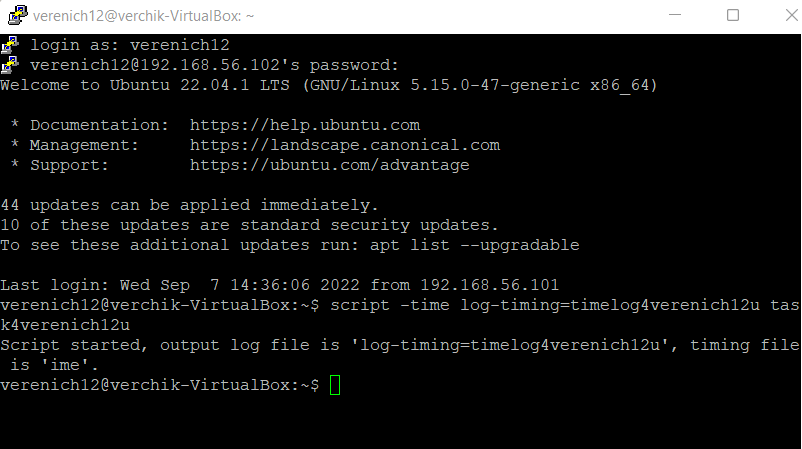 verenich12@verchik-VirtualBox: ~
login as: verenich12
verenich12@192.168.56.102's password:
Welcome to Ubuntu 22.04.1 LTS (GNU/Linux 5.15.0-47-generic x86_64)
* Documentation:  https://help.ubuntu.com
* Management:     https://landscape.canonical.com
* Support:        https://ubuntu.com/advantage
44 updates can be applied immediately.
10 of these updates are standard security updates.
To see these additional updates run: apt list --upgradable
Last login: Wed Sep  7 14:36:06 2022 from 192.168.56.101
verenich12@verchik-VirtualBox:~$ script -time log-timing=timelog4verenich12u tas
k4verenich12u
Script started, output log file is 'log-timing=timelog4verenich12u', timing file
is 'ime'.
verenich12@verchik-VirtualBox:~$